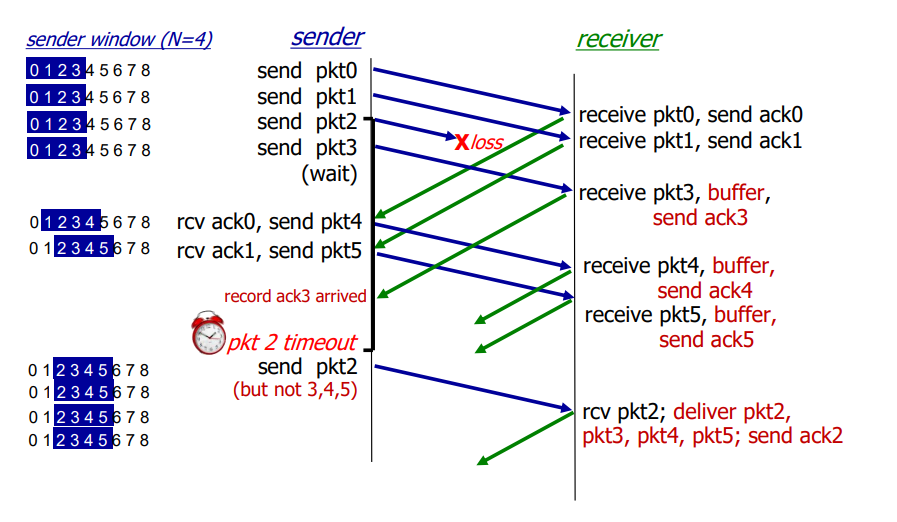 sender window (N=4) sender receiver
0 1 2 3 4 5 6 7 8 send pkt0
0 1 2 3 4 5 6 7 8 send pkt1 receive pkt0, send ack0
0 1 2 3 4 5 6 7 8 send pkt2 X loss receive pkt1, send ack1
0 1 2 3 4 5 6 7 8 send pkt3
(wait)
receive pkt3, buffer,
send ack3
0 1 2 3 4 5 6 7 8 rcv ack0, send pkt4
0 1 2 3 4 5 6 7 8 rcv ack1, send pkt5
receive pkt4, buffer,
send ack4
record ack3 arrived
receive pkt5, buffer,
send ack5
pkt 2 timeout
0 1 2 3 4 5 6 7 8 send pkt2
0 1 2 3 4 5 6 7 8 (but not 3,4,5)
0 1 2 3 4 5 6 7 8 rcv pkt2; deliver pkt2,
0 1 2 3 4 5 6 7 8 pkt3, pkt4, pkt5; send ack2